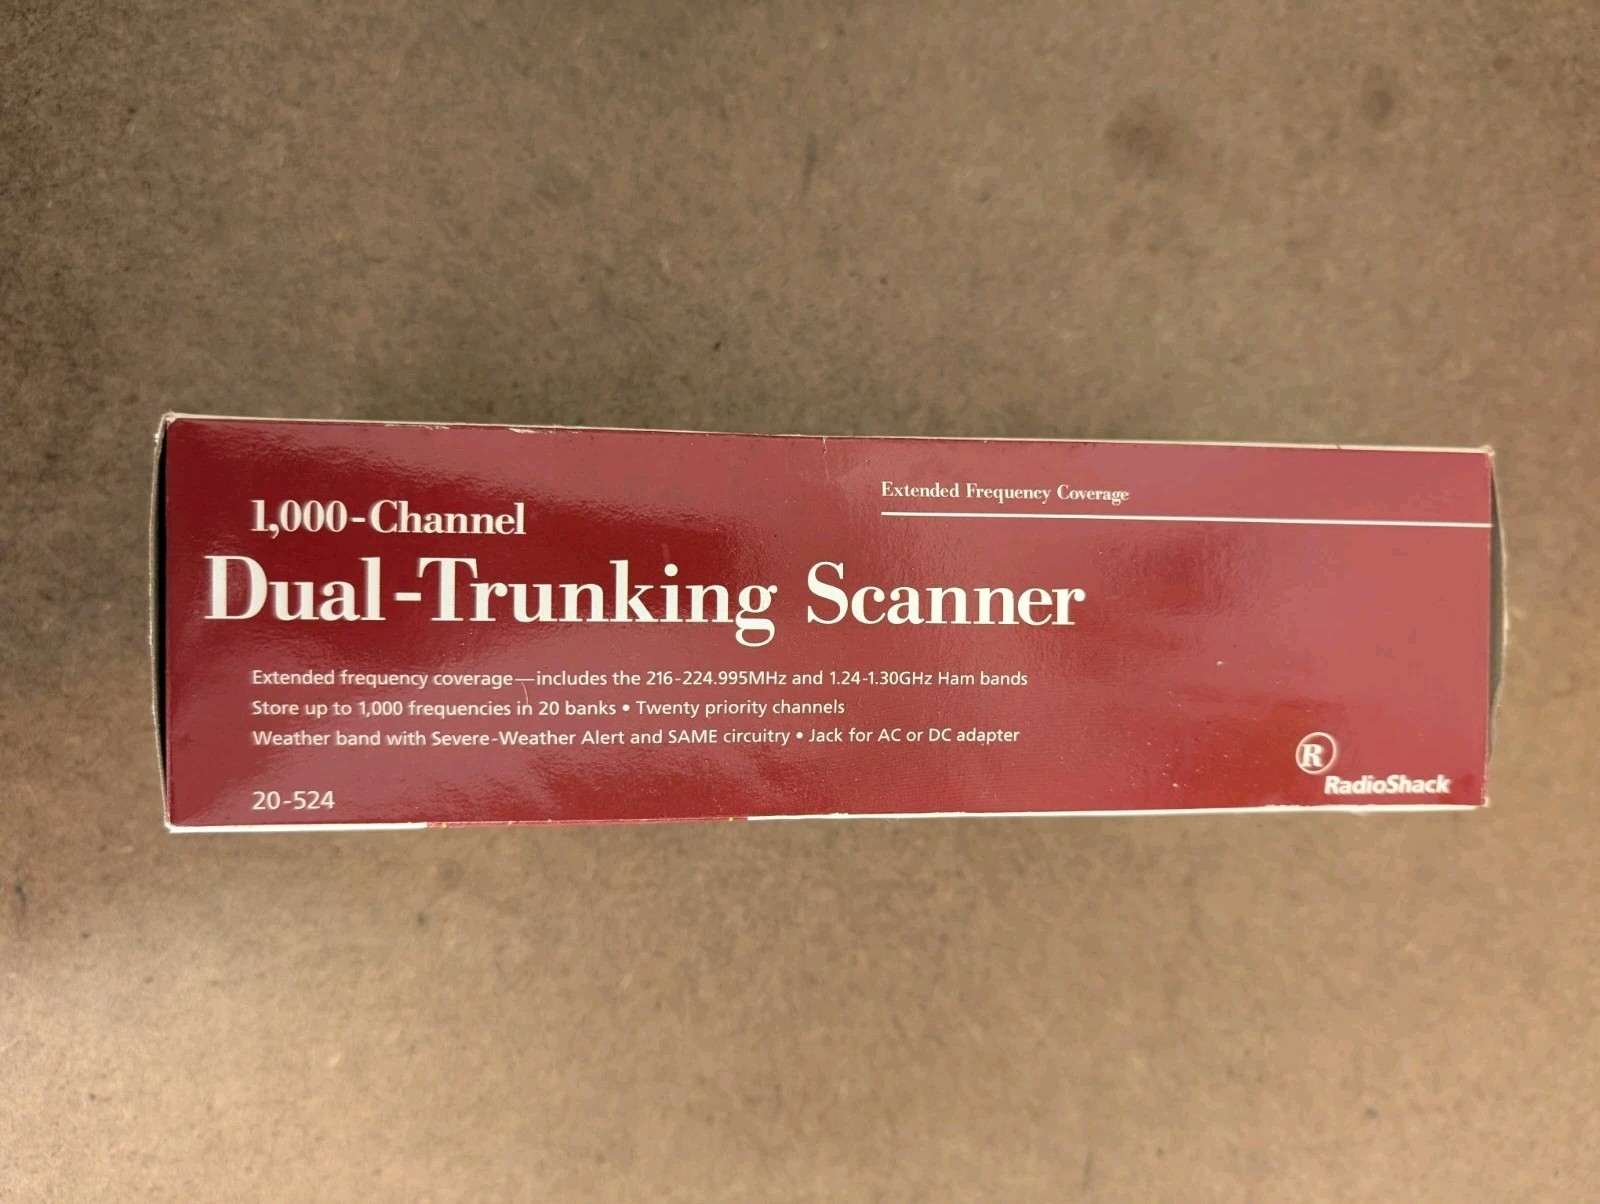 Extended Frequency Coverage
1,000-Channel
Dual-Trunking Scanner
Extended frequency coverage—includes the 216-224.995MHz and 1.24-1.30GHz Ham bands
Store up to 1,000 frequencies in 20 banks • Twenty priority channels
Weather band with Severe-Weather Alert and SAME circuitry • Jack for AC or DC adapter
20-524
R
RadioShack